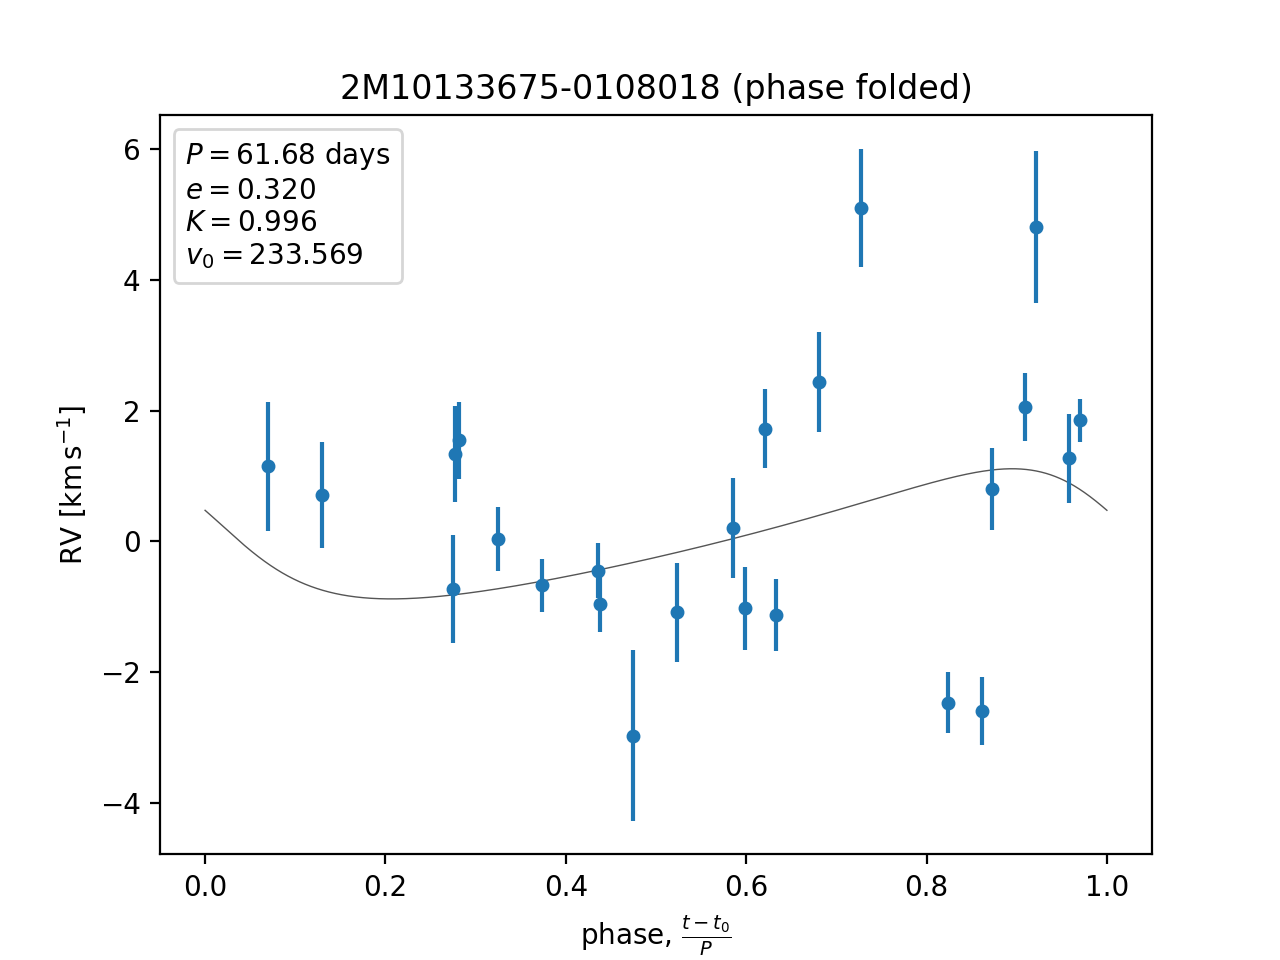 2M10133675-0108018 (phase folded)
P = 61.68 days
e = 0.320
K = 0.996
v₀ = 233.569
RV [km s⁻¹]
6
4
2
0
−2
−4
0.0 0.2 0.4 0.6 0.8 1.0
phase, (t − t₀)/P